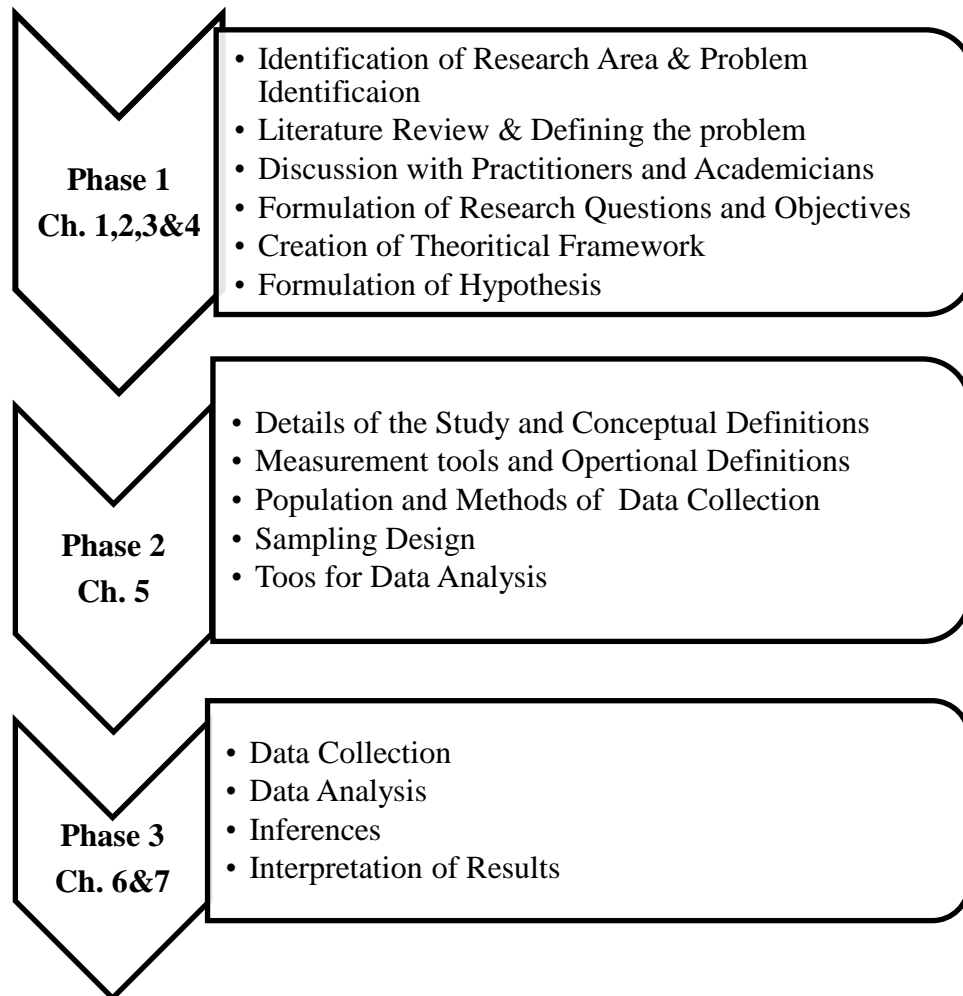 Phase 1
Ch. 1,2,3&4
• Identification of Research Area & Problem
Identificaion
• Literature Review & Defining the problem
• Discussion with Practitioners and Academicians
• Formulation of Research Questions and Objectives
• Creation of Theoritical Framework
• Formulation of Hypothesis
Phase 2
Ch. 5
• Details of the Study and Conceptual Definitions
• Measurement tools and Opertional Definitions
• Population and Methods of Data Collection
• Sampling Design
• Toos for Data Analysis
Phase 3
Ch. 6&7
• Data Collection
• Data Analysis
• Inferences
• Interpretation of Results